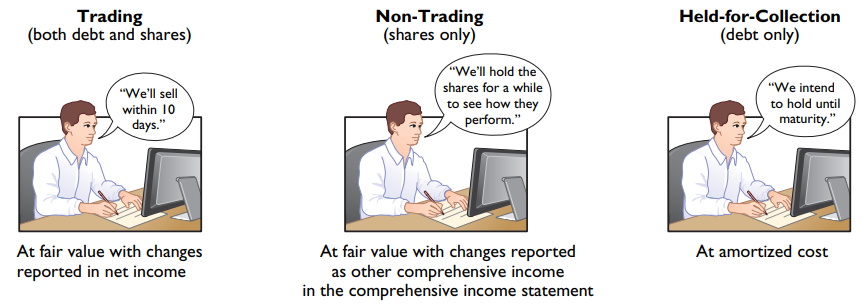 Trading
(both debt and shares)
“We’ll sell
within 10
days.”
At fair value with changes
reported in net income
Non-Trading
(shares only)
“We’ll hold the
shares for a while
to see how they
perform.”
At fair value with changes reported
as other comprehensive income
in the comprehensive income statement
Held-for-Collection
(debt only)
“We intend
to hold until
maturity.”
At amortized cost